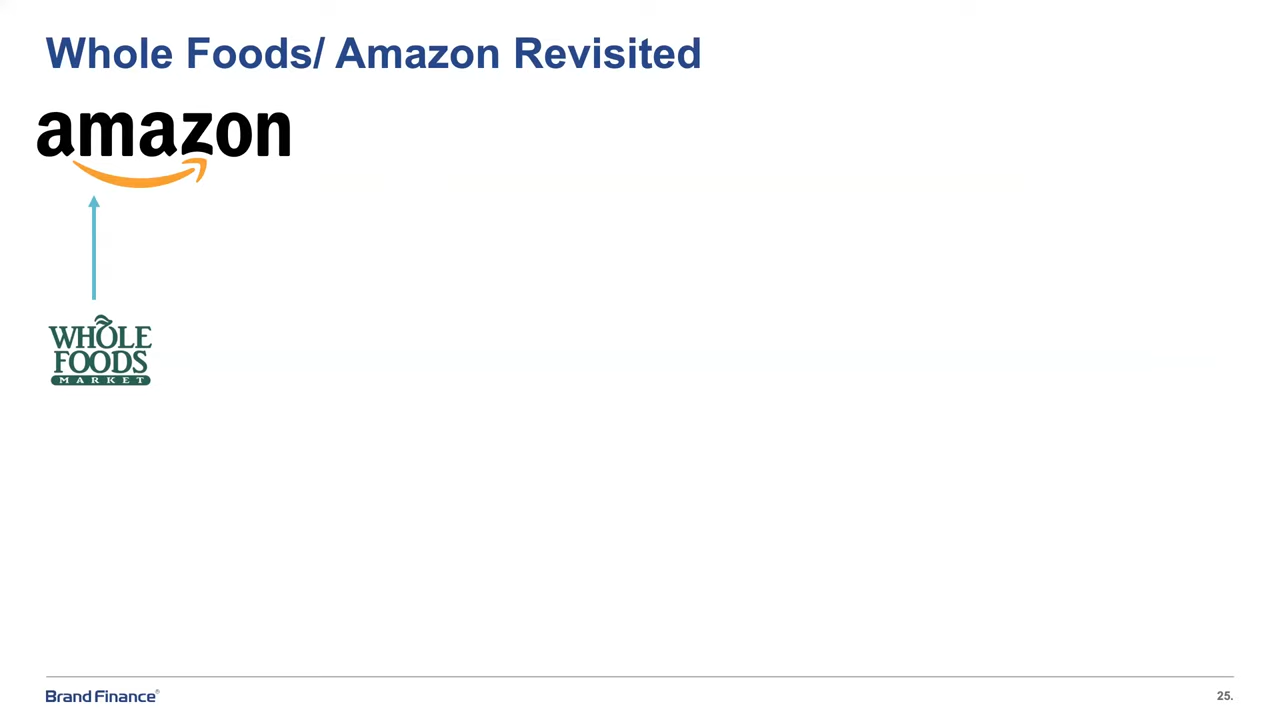 Whole Foods/ Amazon Revisited
amazon
WHOLE
FOODS
MARKET
Brand Finance®
25.